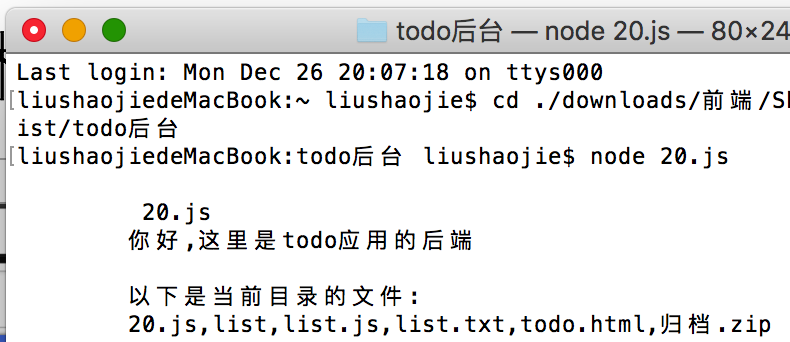 todo后台 — node 20.js — 80×24
Last login: Mon Dec 26 20:07:18 on ttys000
[liushaojiedeMacBook:~ liushaojie$ cd ./downloads/前端/Sh
ist/todo后台
[liushaojiedeMacBook:todo后台 liushaojie$ node 20.js
20.js
你好,这里是todo应用的后端
以下是当前目录的文件:
20.js,list,list.js,list.txt,todo.html,归档.zip